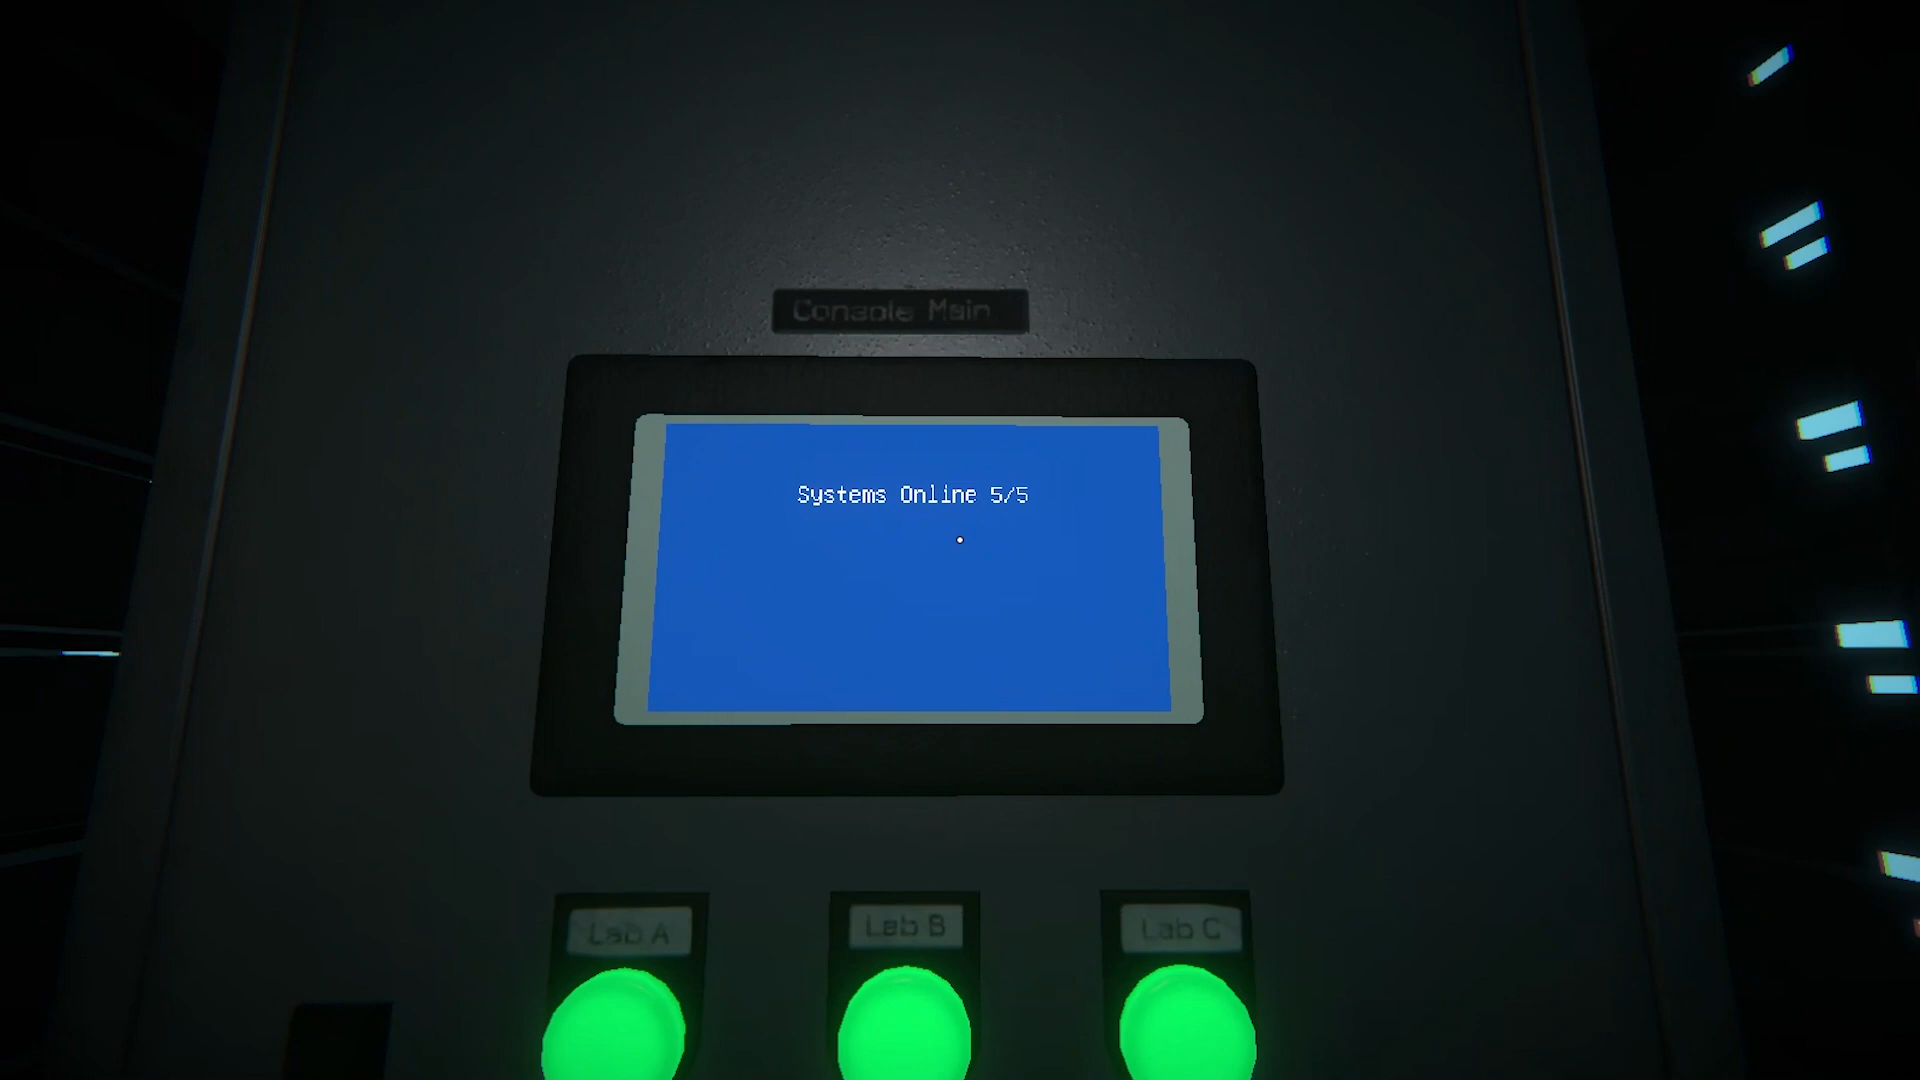 Console Main
Systems Online 5/5
Lab A
Lab B
Lab C